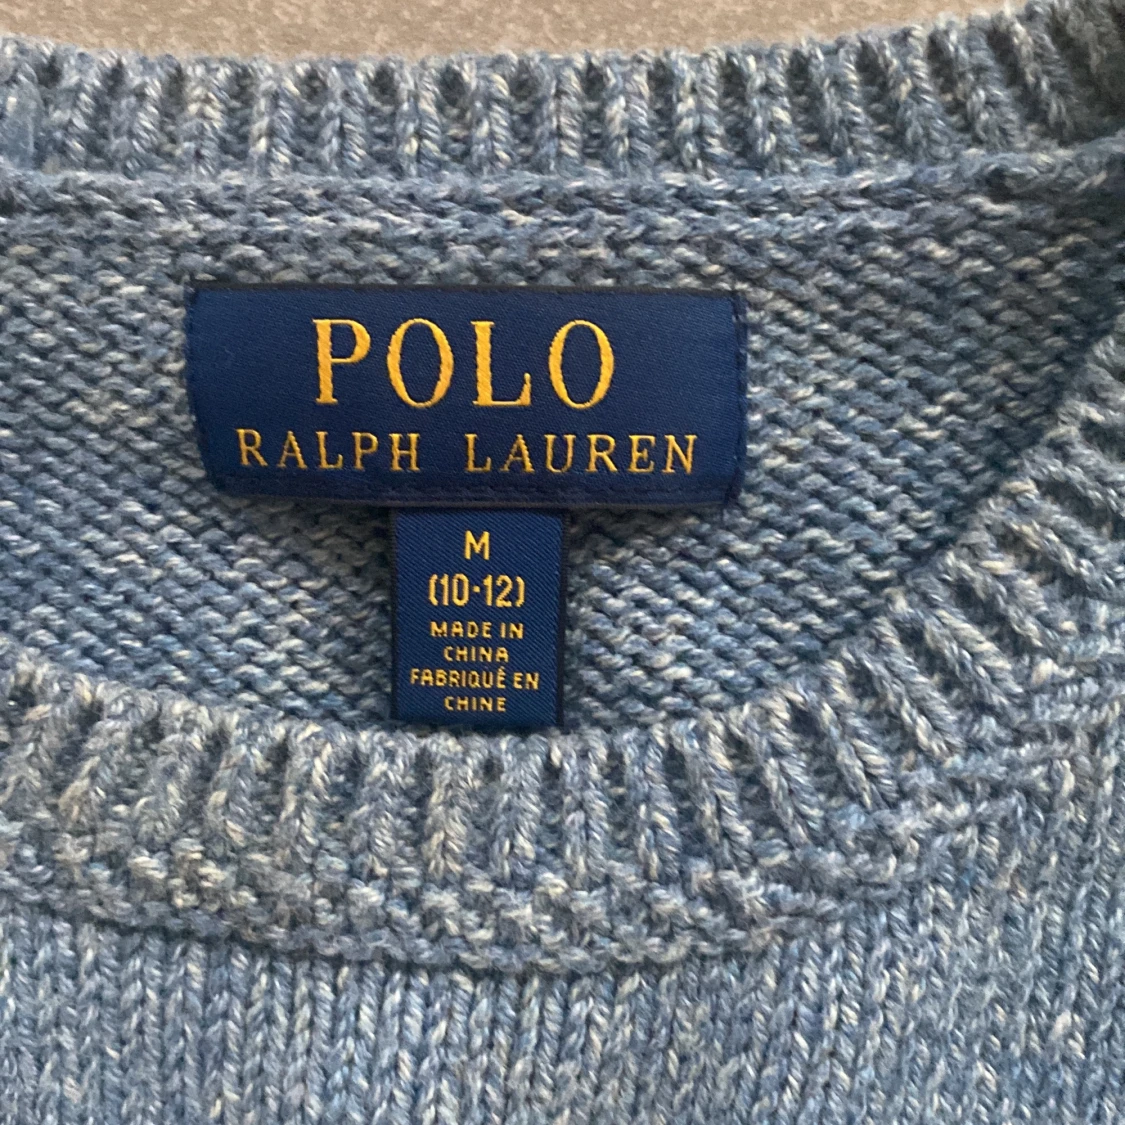 POLO
RALPH LAUREN
M
(10-12)
MADE IN
CHINA
FABRIQUÉ EN
CHINE